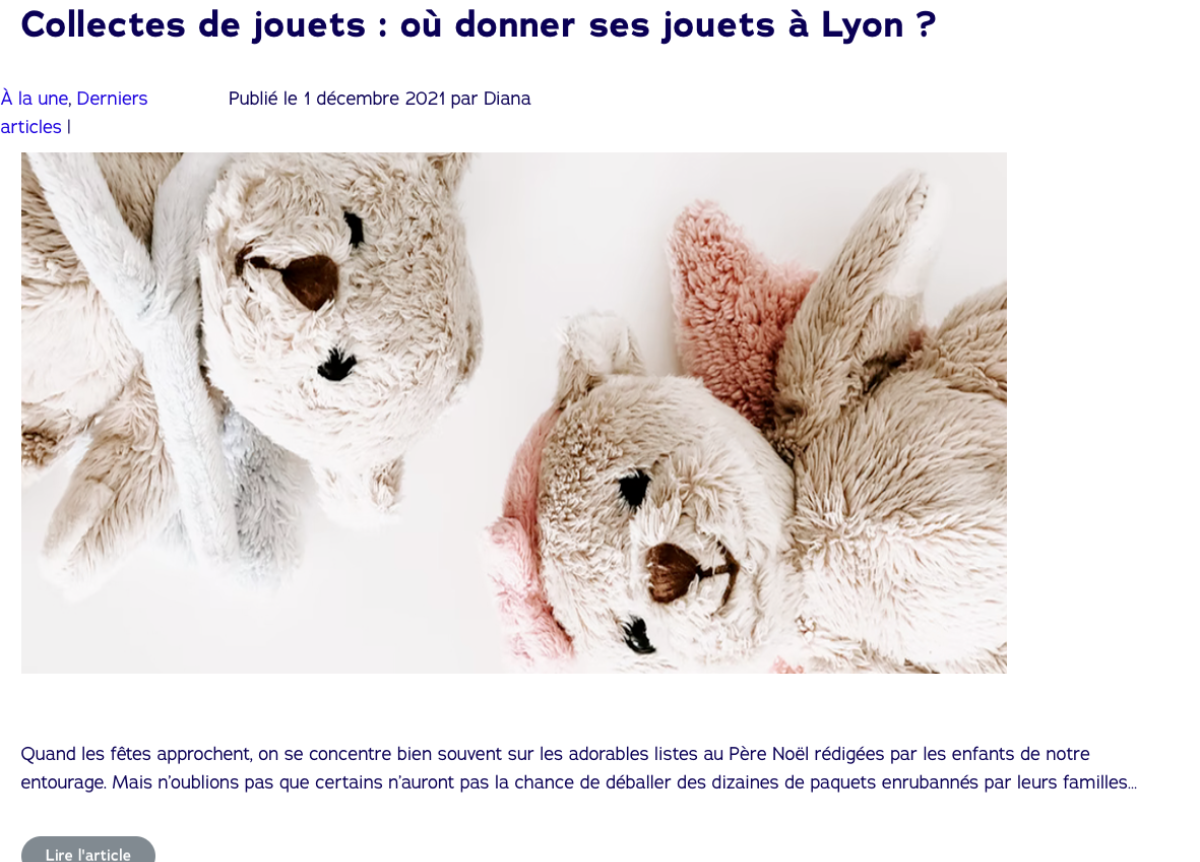 Collectes de jouets : où donner ses jouets à Lyon ?
À la une, Derniers
articles |
Publié le 1 décembre 2021 par Diana
Quand les fêtes approchent, on se concentre bien souvent sur les adorables listes au Père Noël rédigées par les enfants de notre
entourage. Mais n’oublions pas que certains n’auront pas la chance de déballer des dizaines de paquets enrubannés par leurs familles…
Lire l'article